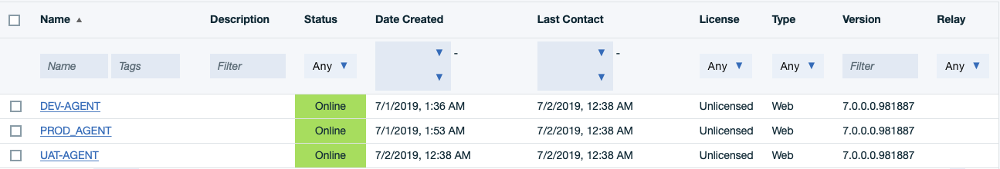 Name ▲ Description Status Date Created Last Contact License Type Version Relay
Name Tags Filter Any ▼ ▼ - ▼ - Any ▼ Any ▼ Filter Any ▼
▼ ▼
DEV-AGENT Online 7/1/2019, 1:36 AM 7/2/2019, 12:38 AM Unlicensed Web 7.0.0.0.981887
PROD_AGENT Online 7/1/2019, 1:53 AM 7/2/2019, 12:38 AM Unlicensed Web 7.0.0.0.981887
UAT-AGENT Online 7/2/2019, 12:38 AM 7/2/2019, 12:38 AM Unlicensed Web 7.0.0.0.981887